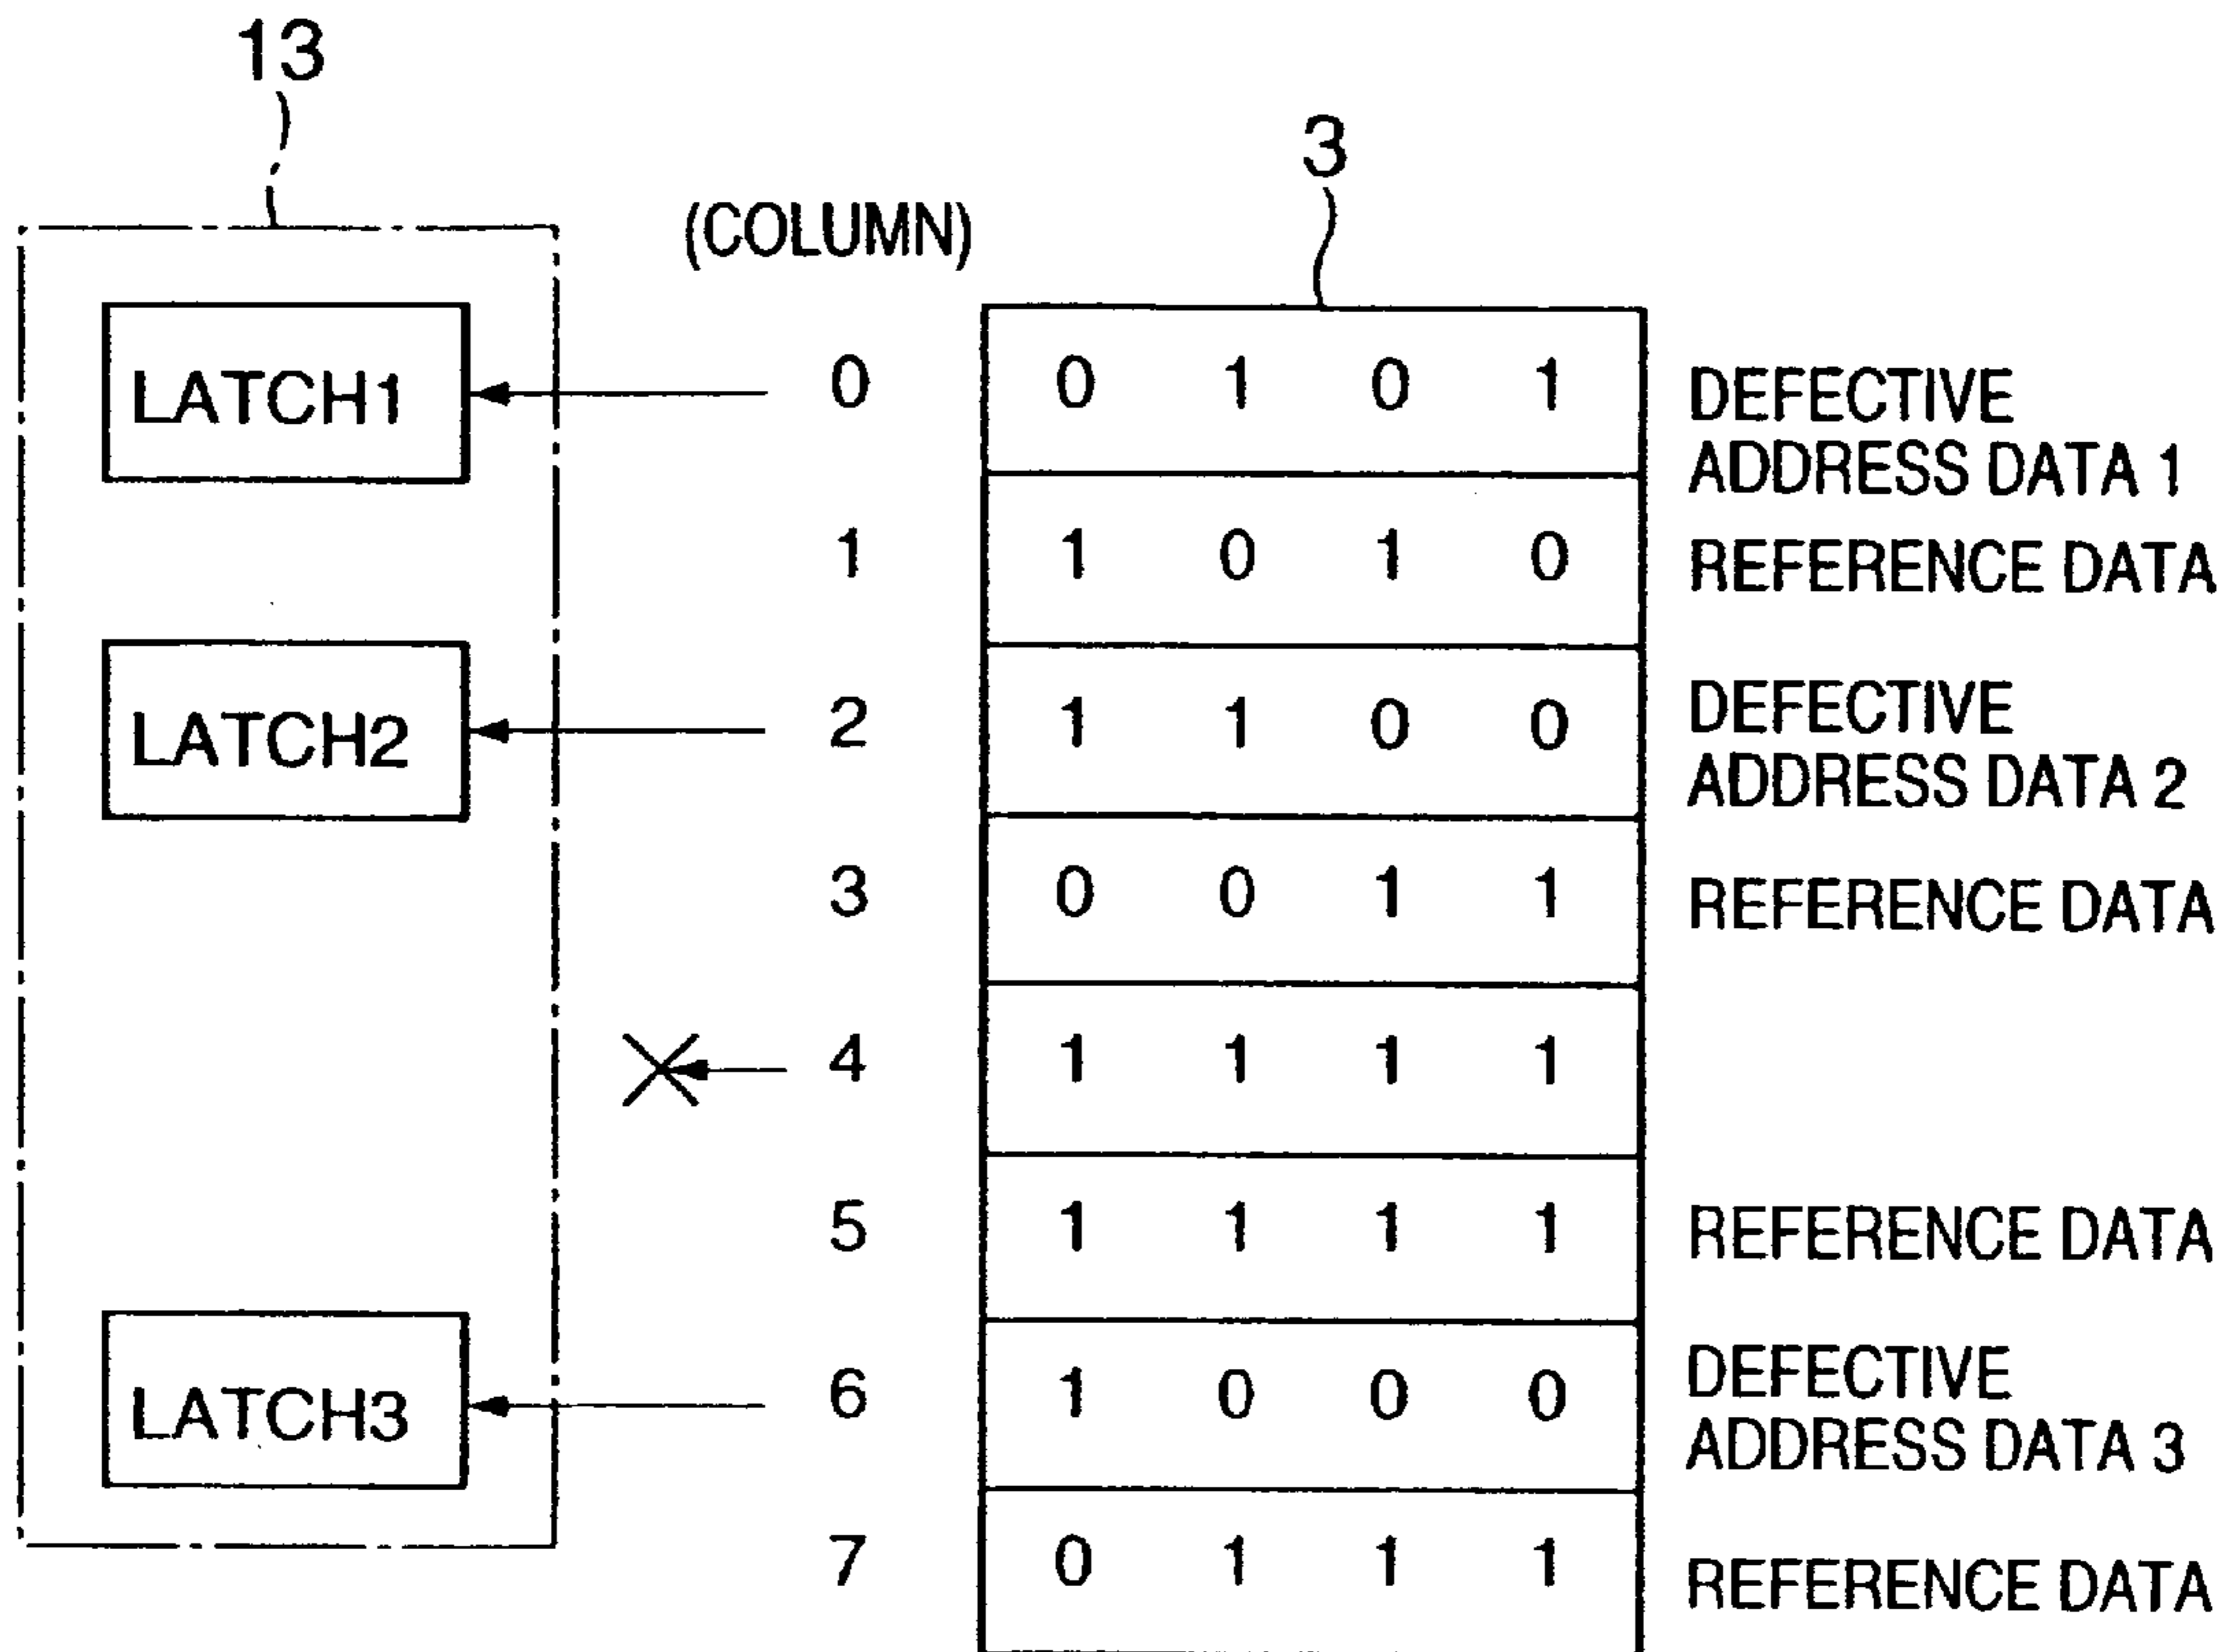 13
3
(COLUMN)
LATCH1
0
0 1 0 1
DEFECTIVE
ADDRESS DATA 1
1
1 0 1 0
REFERENCE DATA
LATCH2
2
1 1 0 0
DEFECTIVE
ADDRESS DATA 2
3
0 0 1 1
REFERENCE DATA
4
1 1 1 1
5
1 1 1 1
REFERENCE DATA
LATCH3
6
1 0 0 0
DEFECTIVE
ADDRESS DATA 3
7
0 1 1 1
REFERENCE DATA